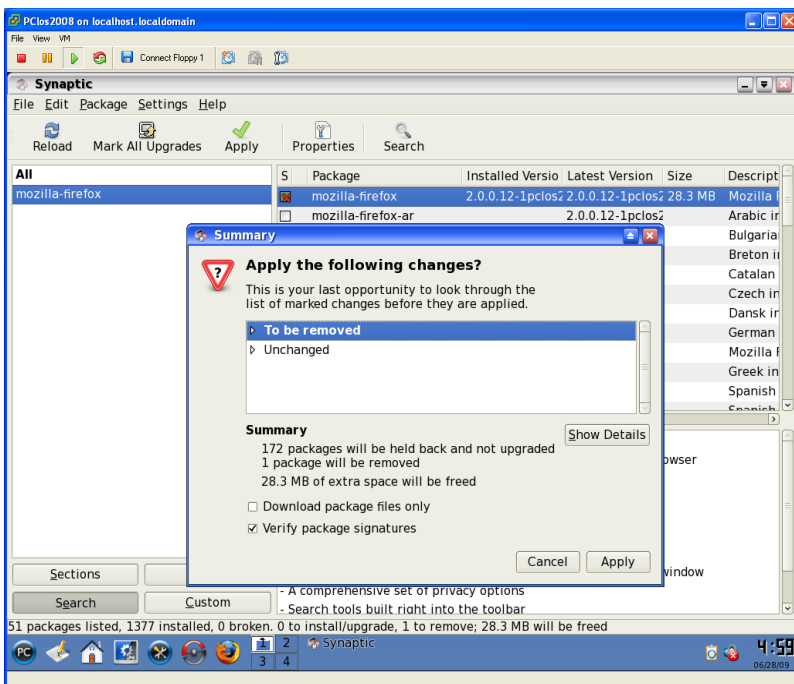 PClos2008 on localhost.localdomain
File View VM
Connect Floppy 1
Synaptic
File Edit Package Settings Help
Reload Mark All Upgrades Apply Properties Search
All
mozilla-firefox
S Package Installed Versio Latest Version Size Descript
mozilla-firefox 2.0.0.12-1pclos2 2.0.0.12-1pclos2 28.3 MB Mozilla
mozilla-firefox-ar 2.0.0.12-1pclos2 Arabic in
Bulgaria
Breton in
Catalan
Czech in
Dansk in
German
Mozilla
Greek in
Spanish
Spanish
Summary
Apply the following changes?
This is your last opportunity to look through the
list of marked changes before they are applied.
To be removed
Unchanged
Summary
Show Details
172 packages will be held back and not upgraded
1 package will be removed
28.3 MB of extra space will be freed
Download package files only
Verify package signatures
Cancel Apply
owser
window
- A comprehensive set of privacy options
- Search tools built right into the toolbar
Sections
Search Custom
51 packages listed, 1377 installed, 0 broken. 0 to install/upgrade, 1 to remove; 28.3 MB will be freed
PC
1 2
3 4
Synaptic
4:59
06/28/09